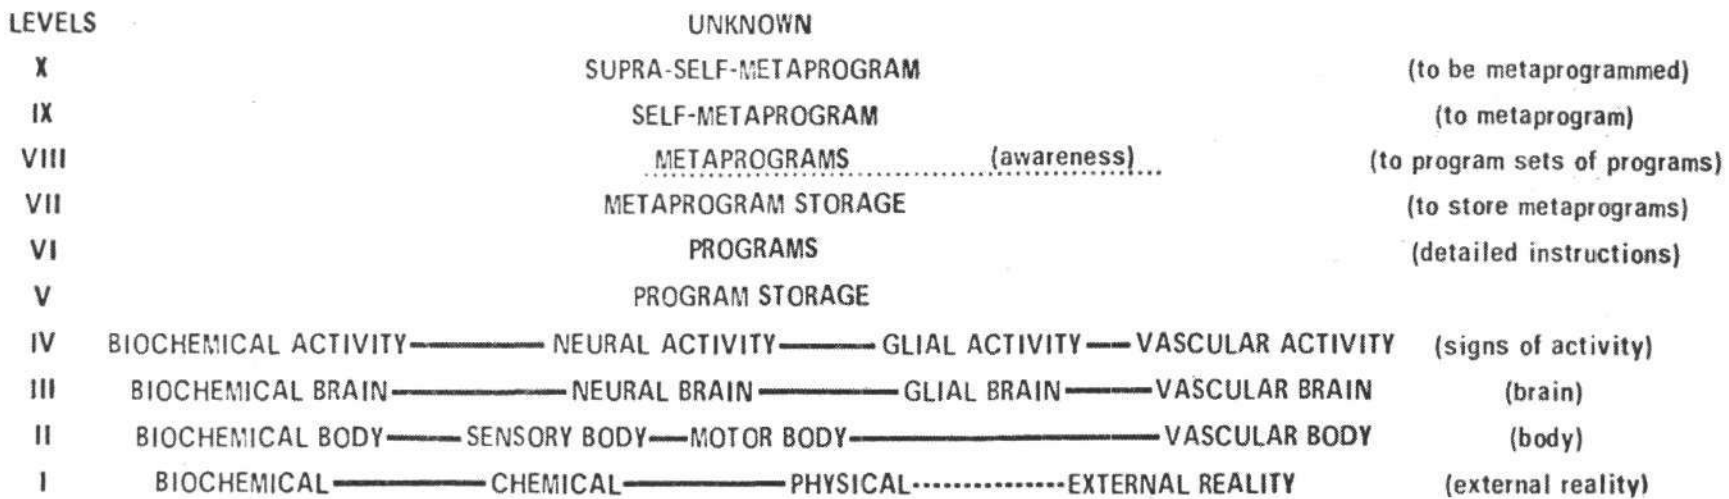 LEVELS UNKNOWN
X SUPRA-SELF-METAPROGRAM (to be metaprogrammed)
IX SELF-METAPROGRAM (to metaprogram)
VIII METAPROGRAMS (awareness) (to program sets of programs)
VII METAPROGRAM STORAGE (to store metaprograms)
VI PROGRAMS (detailed instructions)
V PROGRAM STORAGE
IV BIOCHEMICAL ACTIVITY NEURAL ACTIVITY GLIAL ACTIVITY VASCULAR ACTIVITY (signs of activity)
III BIOCHEMICAL BRAIN NEURAL BRAIN GLIAL BRAIN VASCULAR BRAIN (brain)
II BIOCHEMICAL BODY SENSORY BODY MOTOR BODY VASCULAR BODY (body)
I BIOCHEMICAL CHEMICAL PHYSICAL EXTERNAL REALITY (external reality)